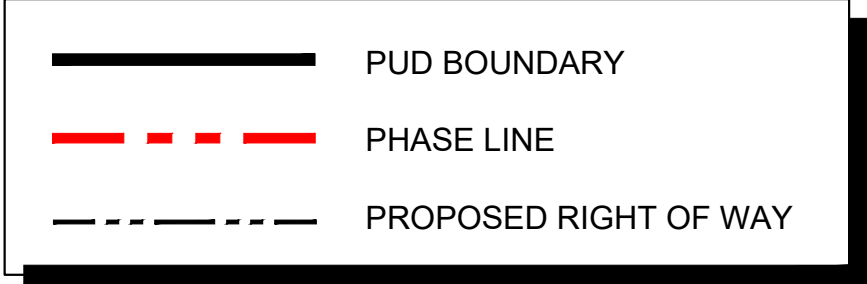 PUD BOUNDARY
PHASE LINE
PROPOSED RIGHT OF WAY